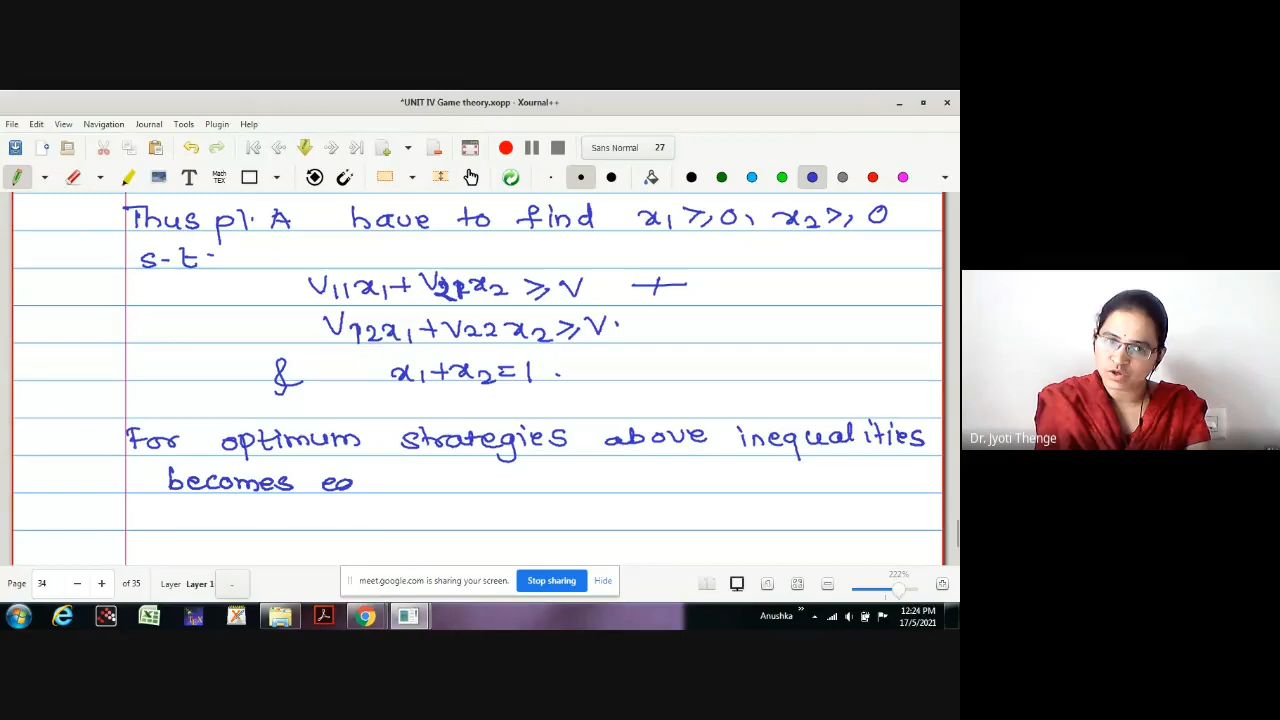 *UNIT IV Game theory.xopp - Xournal++
File Edit View Navigation Journal Tools Plugin Help
Sans Normal 27
Thus pl. A have to find x₁ ≥, 0, x₂ ≥, 0
s-t.
V₁₁x₁ + V₂₁x₂ ≥ V
V₁₂x₁ + V₂₂x₂ ≥ V.
& x₁+x₂=1.
For optimum strategies above inequalities
becomes
Page 34 of 35 Layer Layer 1
meet.google.com is sharing your screen. Stop sharing Hide
222%
Anushka
12:24 PM
17/5/2021
Dr. Jyoti Thenge